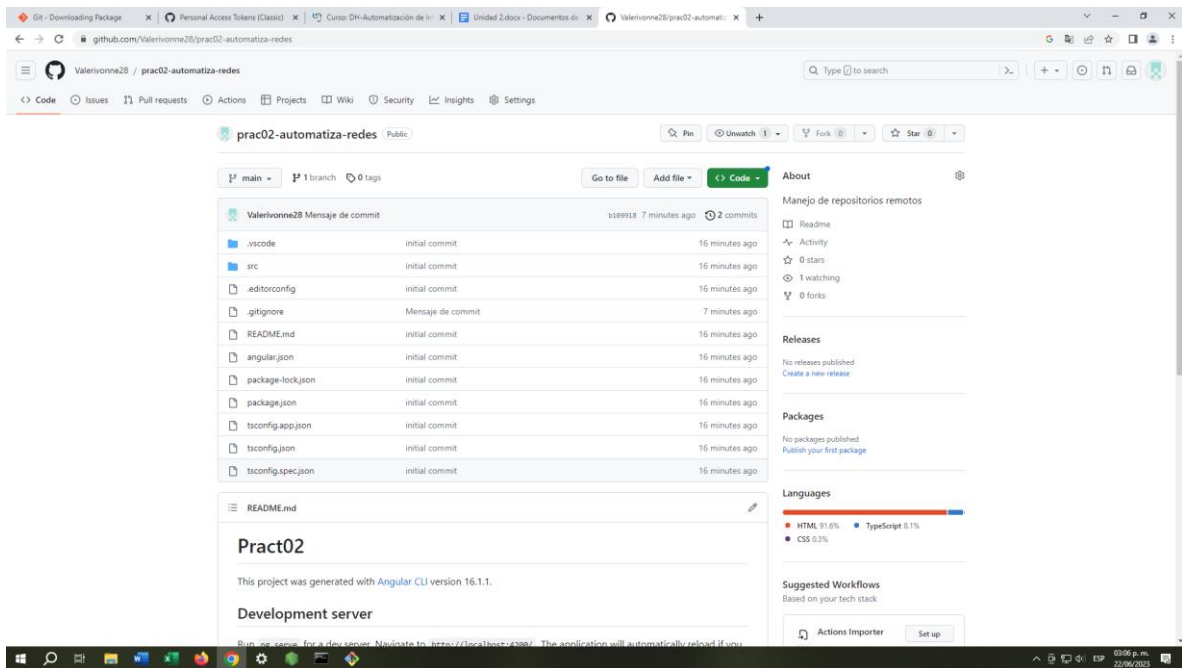 Git - Downloading Package
Personal Access Tokens (Classic)
Curso: DH-Automatización de In
Unidad 2.docx - Documentos de
Valerivonne28/prac02-automatiz
github.com/Valerivonne28/prac02-automatiza-redes
Valerivonne28 / prac02-automatiza-redes
Type / to search
Code Issues Pull requests Actions Projects Wiki Security Insights Settings
prac02-automatiza-redes Public
Pin Unwatch 1 Fork 0 Star 0
main 1 branch 0 tags Go to file Add file Code
Valerivonne28 Mensaje de commit 7 minutes ago 2 commits
.vscode initial commit 16 minutes ago
src initial commit 16 minutes ago
.editorconfig initial commit 16 minutes ago
.gitignore Mensaje de commit 7 minutes ago
README.md initial commit 16 minutes ago
angular.json initial commit 16 minutes ago
package-lock.json initial commit 16 minutes ago
package.json initial commit 16 minutes ago
tsconfig.app.json initial commit 16 minutes ago
tsconfig.json initial commit 16 minutes ago
tsconfig.spec.json initial commit 16 minutes ago
README.md
Pract02
This project was generated with Angular CLI version 16.1.1.
Development server
Run ng serve for a dev server. Navigate to http://localhost:4200/. The application will automatically reload if you
About
Manejo de repositorios remotos
Readme
Activity
0 stars
1 watching
0 forks
Releases
No releases published
Create a new release
Packages
No packages published
Publish your first package
Languages
HTML 91.6% TypeScript 8.1%
CSS 0.3%
Suggested Workflows
Based on your tech stack
Actions Importer Set up
ESP
03:06 p. m.
22/06/2023